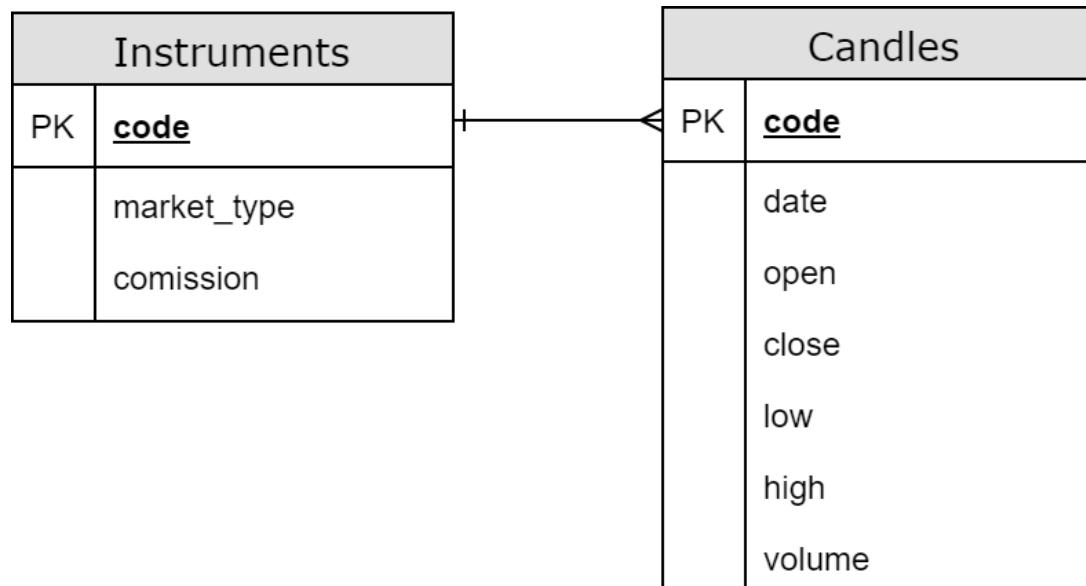 Instruments
PK code
market_type
comission
Candles
PK code
date
open
close
low
high
volume